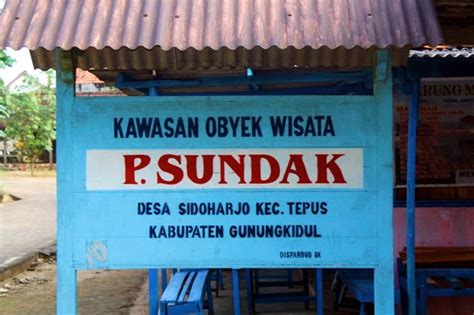 KAWASAN OBYEK WISATA
P. SUNDAK
DESA SIDOHARJO KEC. TEPUS
KABUPATEN GUNUNGKIDUL
DISPARBUD GK